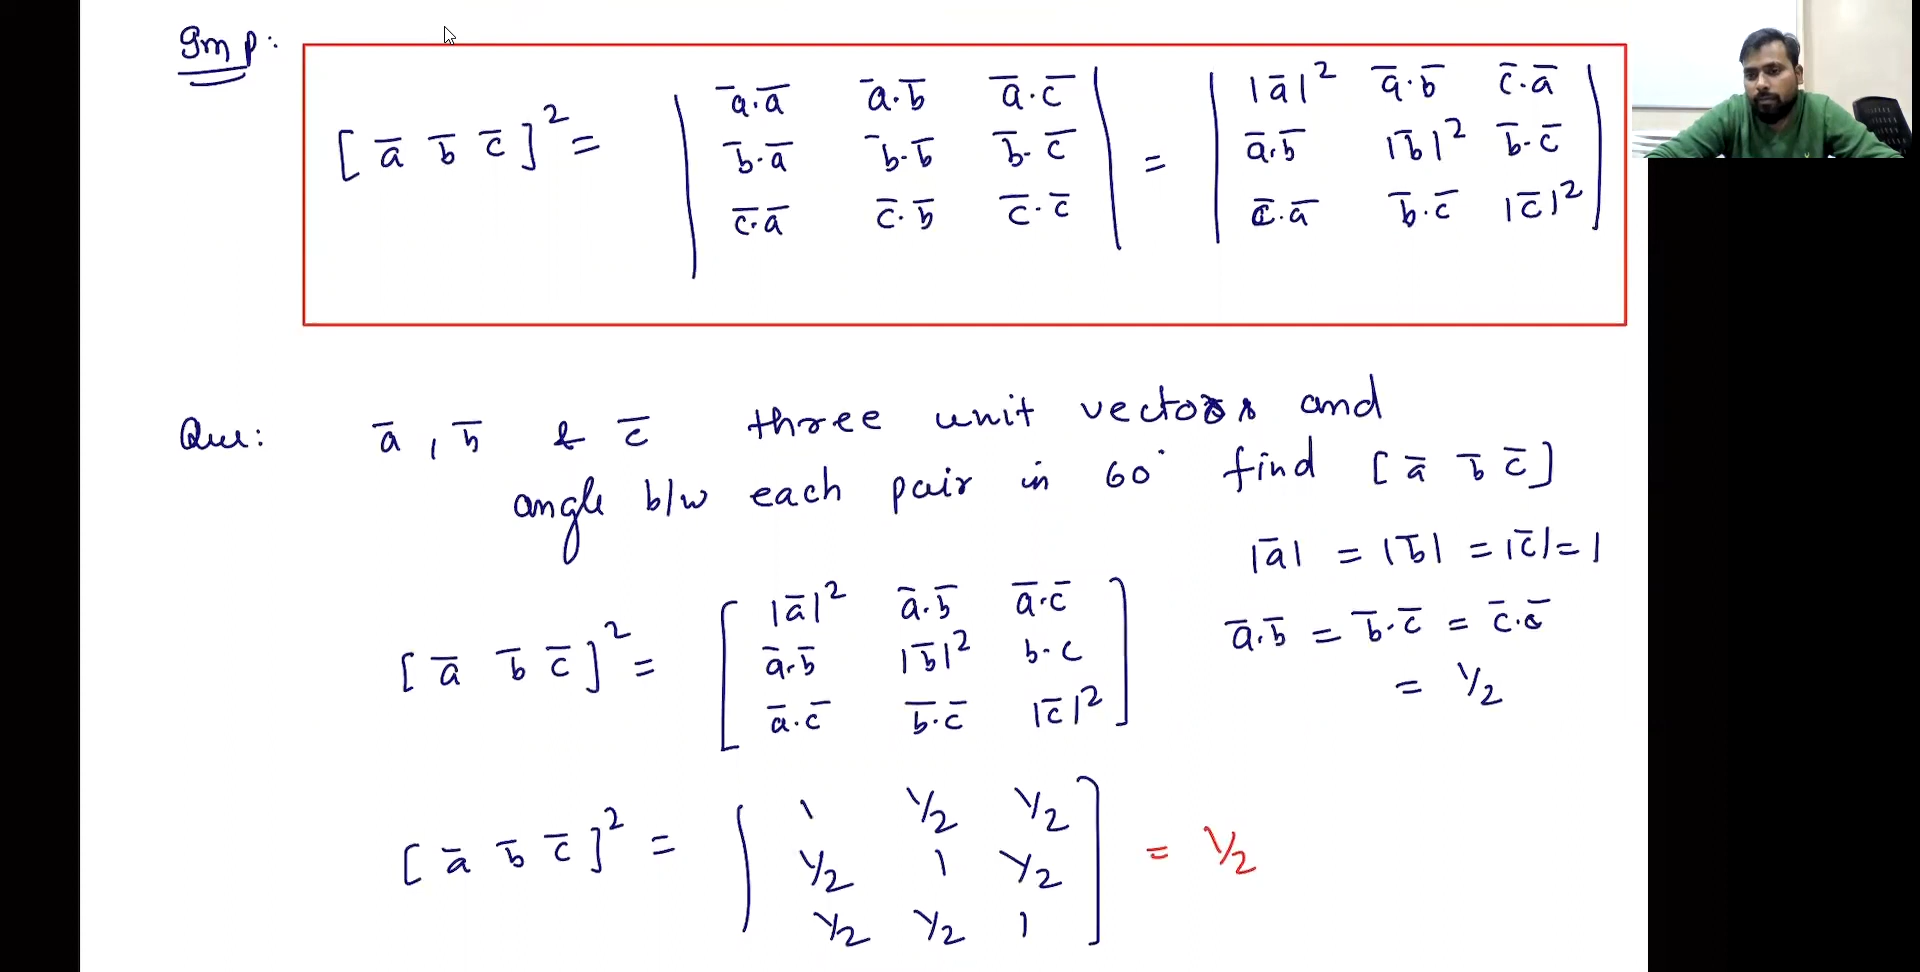 Imp:
[ a̅ b̅ c̅ ]² = | a̅.a̅ a̅.b̅ a̅.c̅ | = | |a̅|² a̅.b̅ c̅.a̅ |
| b̅.a̅ b̅.b̅ b̅.c̅ | | a̅.b̅ |b̅|² b̅.c̅ |
| c̅.a̅ c̅.b̅ c̅.c̅ | | c̅.a̅ b̅.c̅ |c̅|² |
Que: a̅, b̅ & c̅ three unit vectors and
angle b/w each pair in 60° find [ a̅ b̅ c̅ ]
|a̅| = |b̅| = |c̅| = 1
[ a̅ b̅ c̅ ]² = [ |a̅|² a̅.b̅ a̅.c̅ ]
[ a̅.b̅ |b̅|² b.c ]
[ a̅.c̅ b̅.c̅ |c̅|² ]
a̅.b̅ = b̅.c̅ = c̅.
= 1/2
[ a̅ b̅ c̅ ]² = | 1 1/2 1/2 | = 1/2
| 1/2 1 1/2 |
| 1/2 1/2 1 |